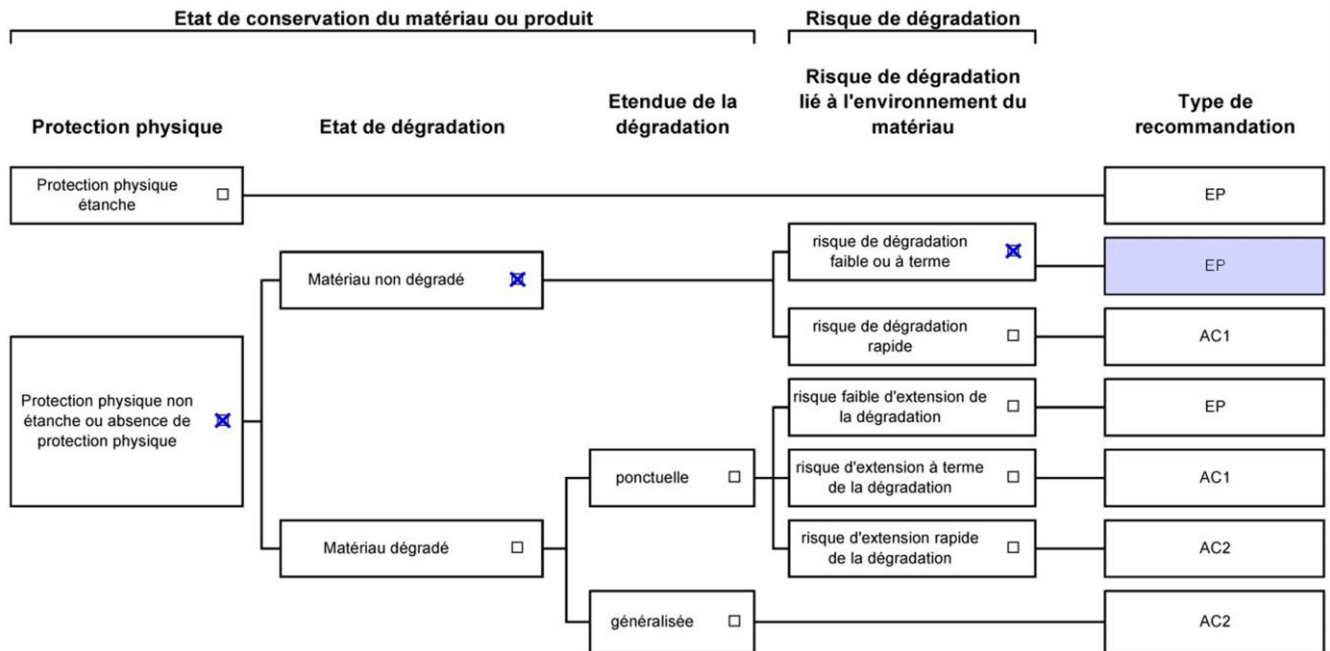 Etat de conservation du matériau ou produit
Risque de dégradation
Protection physique
Etat de dégradation
Etendue de la
dégradation
Risque de dégradation
lié à l'environnement du
matériau
Type de
recommandation
Protection physique
étanche
EP
risque de dégradation
faible ou à terme
EP
Matériau non dégradé
risque de dégradation
rapide
AC1
Protection physique non
étanche ou absence de
protection physique
risque faible d'extension de
la dégradation
EP
ponctuelle
risque d'extension à terme
de la dégradation
AC1
Matériau dégradé
risque d'extension rapide
de la dégradation
AC2
généralisée
AC2